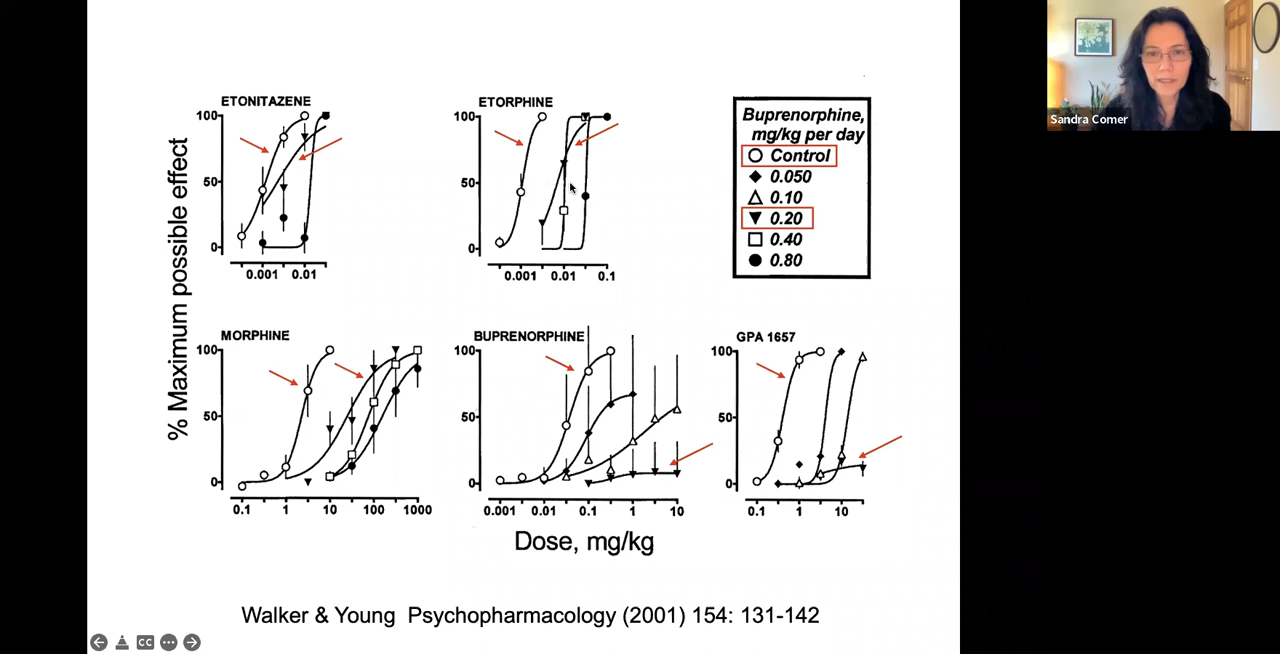 ETONITAZENE
100
50
0
0.001 0.01
ETORPHINE
100
50
0
0.001 0.01 0.1
Buprenorphine,
mg/kg per day
Control
0.050
0.10
0.20
0.40
0.80
Sandra Comer
% Maximum possible effect
MORPHINE
100
50
0
0.1 1 10 100 1000
BUPRENORPHINE
100
50
0
0.001 0.01 0.1 1 10
GPA 1657
100
50
0
0.1 1 10
Dose, mg/kg
Walker & Young Psychopharmacology (2001) 154: 131-142
CC